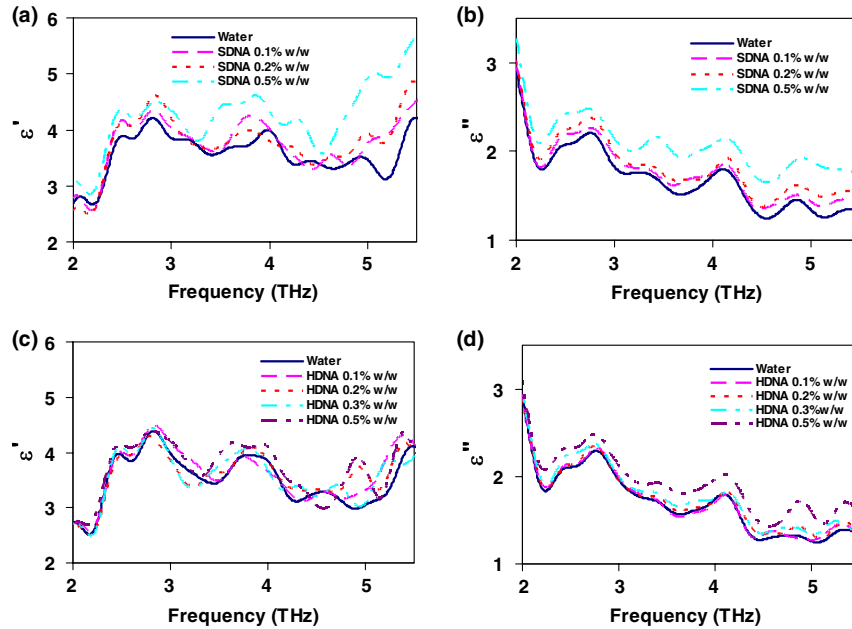 (a)
6
5
4
3
2
ε'
Water
SDNA 0.1% w/w
SDNA 0.2% w/w
SDNA 0.5% w/w
2 3 4 5
Frequency (THz)
(b)
3
2
1
ε"
Water
SDNA 0.1% w/w
SDNA 0.2% w/w
SDNA 0.5% w/w
2 3 4 5
Frequency (THz)
(c)
6
5
4
3
2
ε'
Water
HDNA 0.1% w/w
HDNA 0.2% w/w
HDNA 0.3% w/w
HDNA 0.5% w/w
2 3 4 5
Frequency (THz)
(d)
3
2
1
ε"
Water
HDNA 0.1% w/w
HDNA 0.2% w/w
HDNA 0.3%w/w
HDNA 0.5% w/w
2 3 4 5
Frequency (THz)